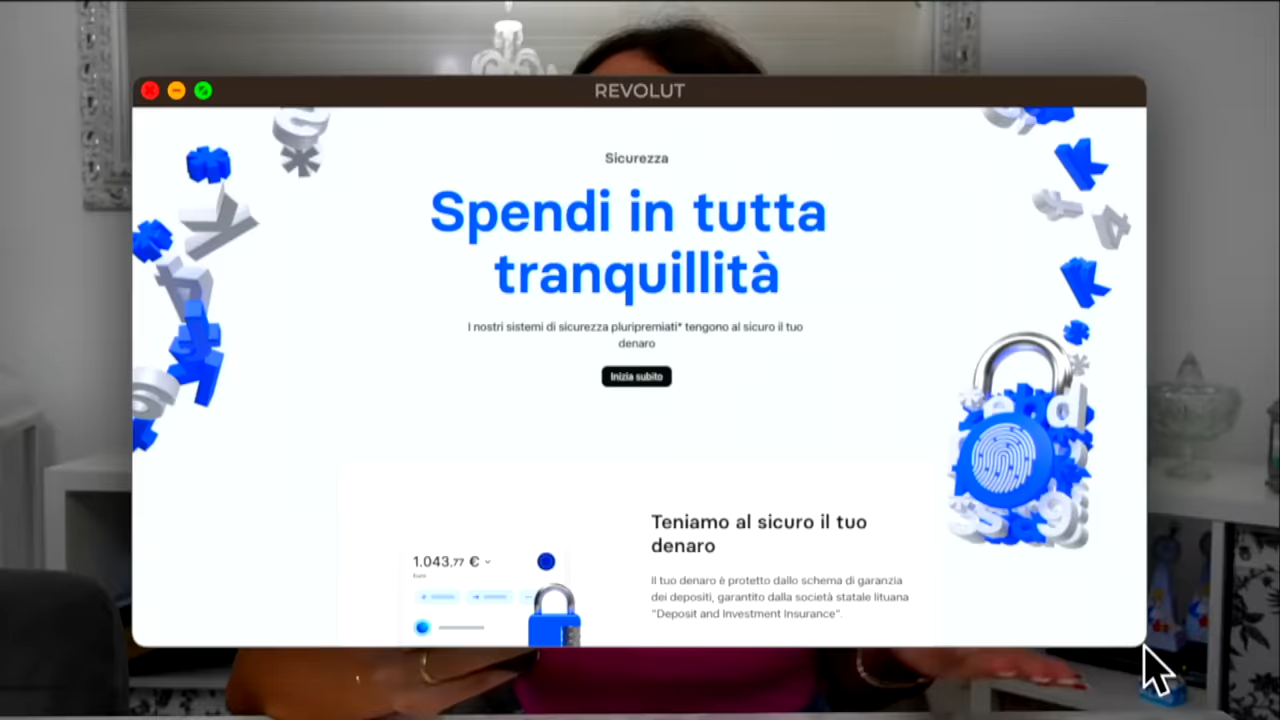 REVOLUT
Sicurezza
Spendi in tutta
tranquillità
I nostri sistemi di sicurezza pluripremiati* tengono al sicuro il tuo
denaro
Inizia subito
Teniamo al sicuro il tuo
denaro
1.043,77 €
Euro
Il tuo denaro è protetto dallo schema di garanzia
dei depositi, garantito dalla società statale lituana
"Deposit and Investment Insurance".